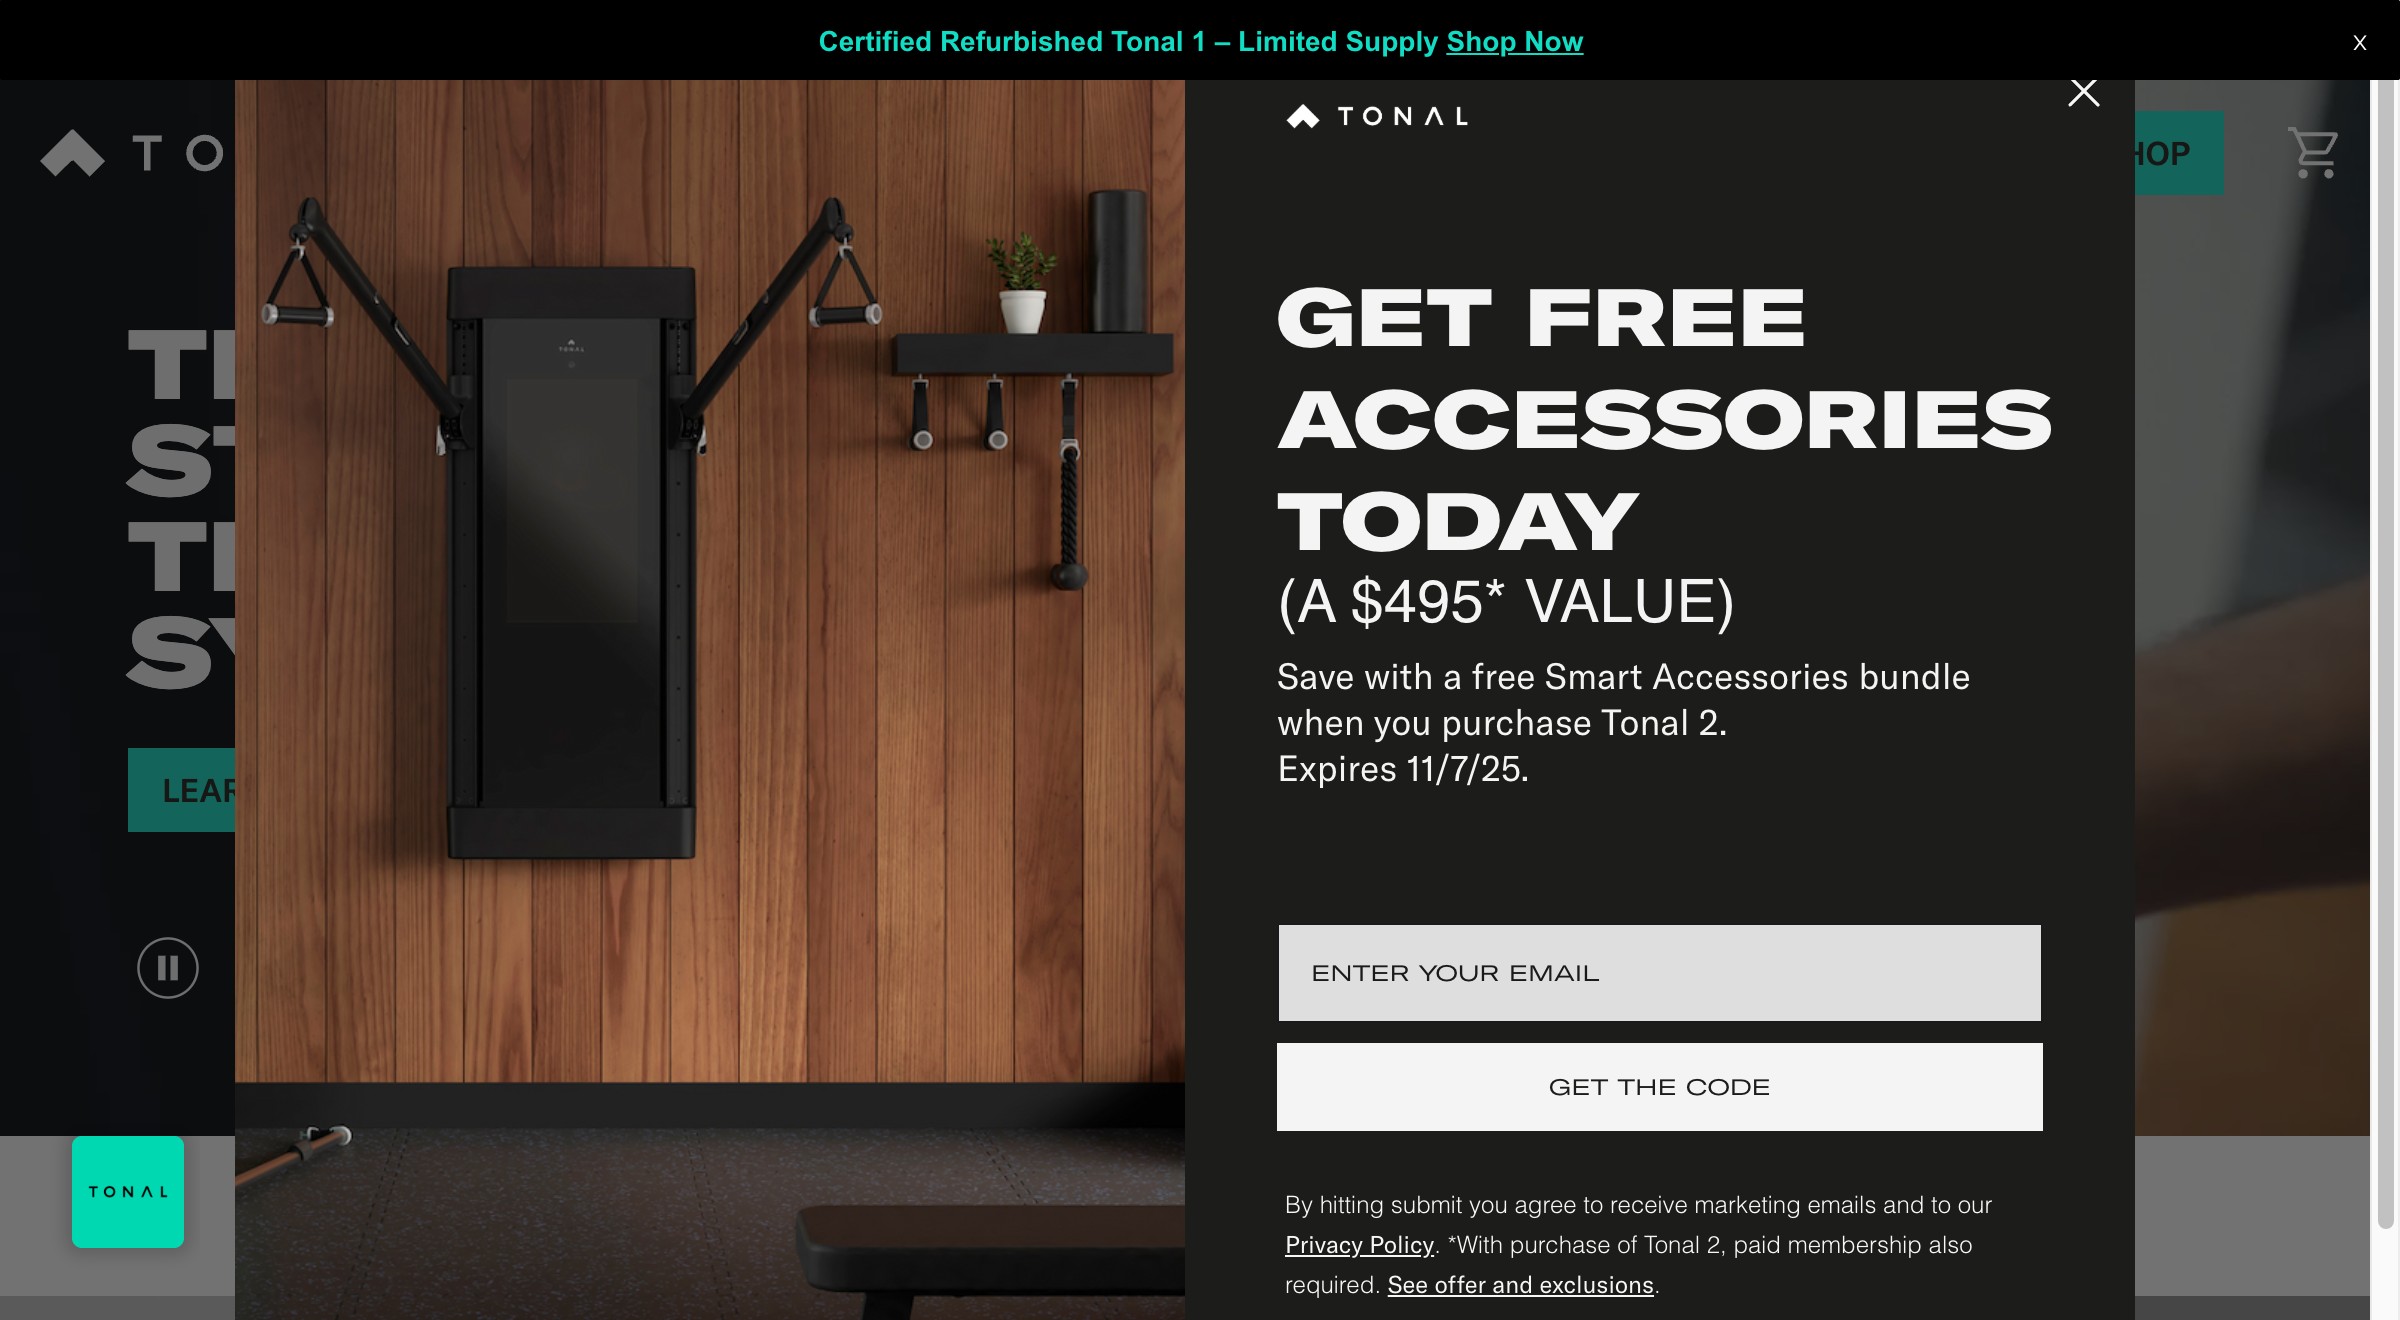 Certified Refurbished Tonal 1 – Limited Supply Shop Now
X
TONAL
TO
HOP
GET FREE
ACCESSORIES
TODAY
(A $495* VALUE)
Save with a free Smart Accessories bundle
when you purchase Tonal 2.
Expires 11/7/25.
ENTER YOUR EMAIL
GET THE CODE
By hitting submit you agree to receive marketing emails and to our
Privacy Policy. *With purchase of Tonal 2, paid membership also
required. See offer and exclusions.
LEAR
TONAL
TONAL